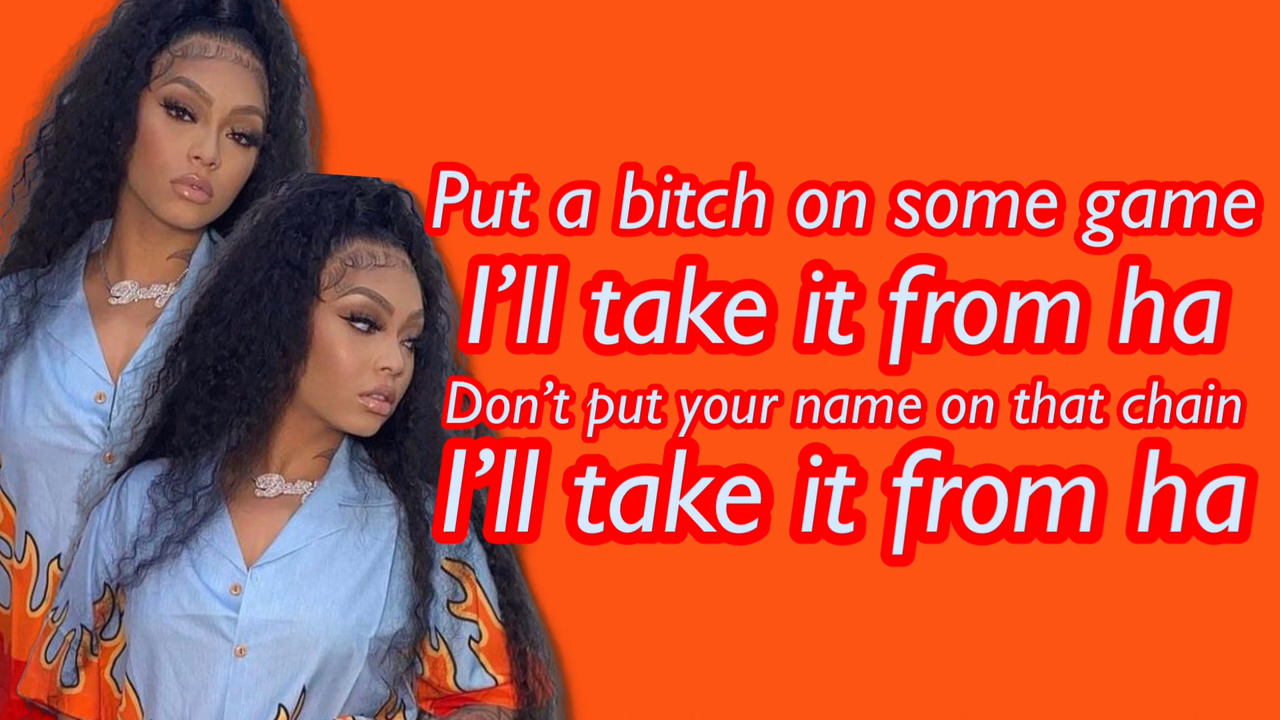 Put a bitch on some game
I'll take it from ha
Don't put your name on that chain
I'll take it from ha